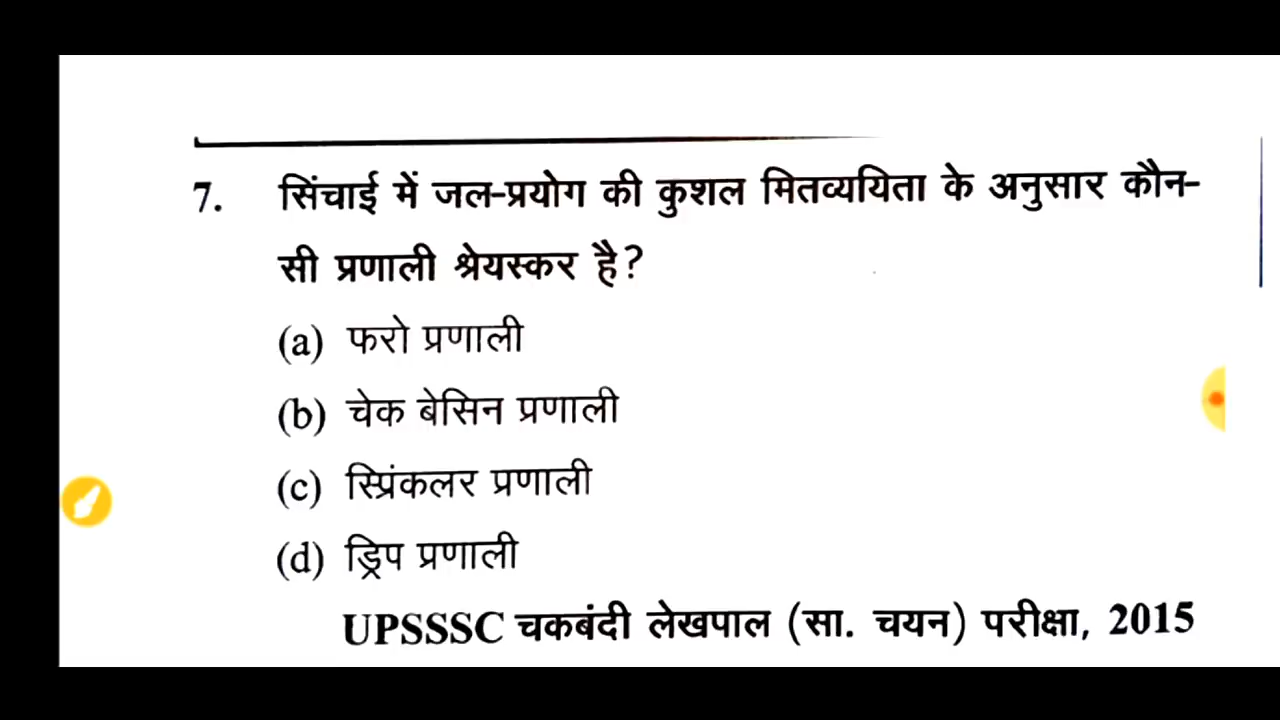 7. सिंचाई में जल-प्रयोग की कुशल मितव्ययिता के अनुसार कौन-
सी प्रणाली श्रेयस्कर है?
(a) फरो प्रणाली
(b) चेक बेसिन प्रणाली
(c) स्प्रिंकलर प्रणाली
(d) ड्रिप प्रणाली
UPSSSC चकबंदी लेखपाल (सा. चयन) परीक्षा, 2015